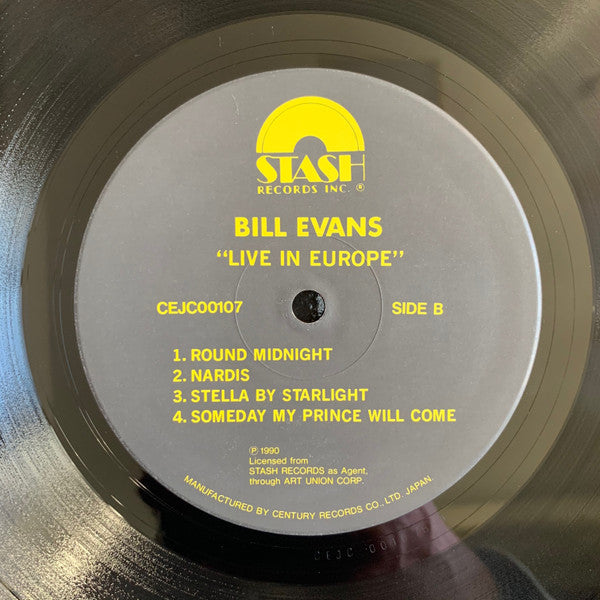 STASH
RECORDS INC. ®
BILL EVANS
"LIVE IN EUROPE"
CEJC00107 SIDE B
1. ROUND MIDNIGHT
2. NARDIS
3. STELLA BY STARLIGHT
4. SOMEDAY MY PRINCE WILL COME
℗ 1990
Licensed from
STASH RECORDS as Agent,
through ART UNION CORP.
MANUFACTURED BY CENTURY RECORDS CO., LTD. JAPAN.